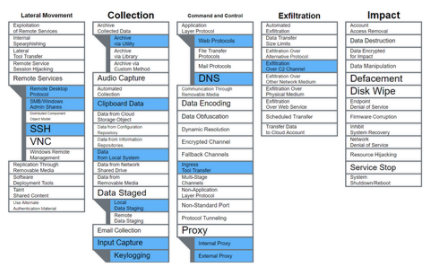 Lateral Movement
Exploitation
of Remote Services
Internal
Spearphishing
Lateral
Tool Transfer
Remote Service
Session Hijacking
Remote Services
Remote Desktop
Protocol
SMB/Windows
Admin Shares
Distributed Component
Object Model
SSH
VNC
Windows Remote
Management
Replication Through
Removable Media
Software
Deployment Tools
Taint
Shared Content
Use Alternate
Authentication Material
Collection
Archive
Collected Data
Archive
via Utility
Archive
via Library
Archive via
Custom Method
Audio Capture
Automated
Collection
Clipboard Data
Data from Cloud
Storage Object
Data from Configuration
Repository
Data from Information
Repositories
Data
from Local System
Data from Network
Shared Drive
Data from
Removable Media
Data Staged
Local
Data Staging
Remote
Data Staging
Email Collection
Input Capture
Keylogging
Command and Control
Application
Layer Protocol
Web Protocols
File Transfer
Protocols
Mail Protocols
DNS
Communication Through
Removable Media
Data Encoding
Data Obfuscation
Dynamic Resolution
Encrypted Channel
Fallback Channels
Ingress
Tool Transfer
Multi-Stage
Channels
Non-Application
Layer Protocol
Non-Standard Port
Protocol Tunneling
Proxy
Internal Proxy
External Proxy
Exfiltration
Automated
Exfiltration
Data Transfer
Size Limits
Exfiltration Over
Alternative Protocol
Exfiltration
Over C2 Channel
Exfiltration Over
Other Network Medium
Exfiltration Over
Physical Medium
Exfiltration
Over Web Service
Scheduled Transfer
Transfer Data
to Cloud Account
Impact
Account
Access Removal
Data Destruction
Data Encrypted
for Impact
Data Manipulation
Defacement
Disk Wipe
Endpoint
Denial of Service
Firmware Corruption
Inhibit
System Recovery
Network
Denial of Service
Resource Hijacking
Service Stop
System
Shutdown/Reboot